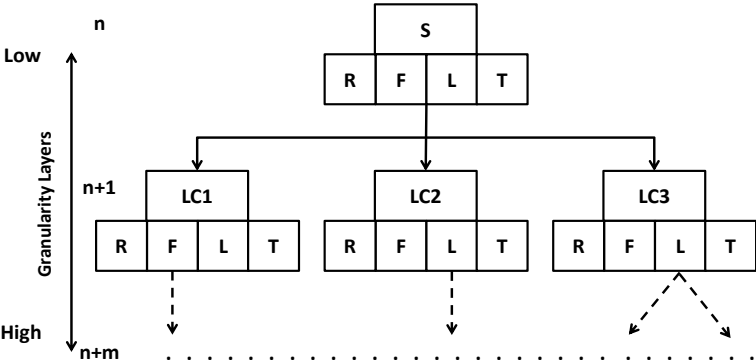 n
S
Low
R F L T
Granularity Layers
n+1
LC1 LC2 LC3
R F L T R F L T R F L T
High
n+m